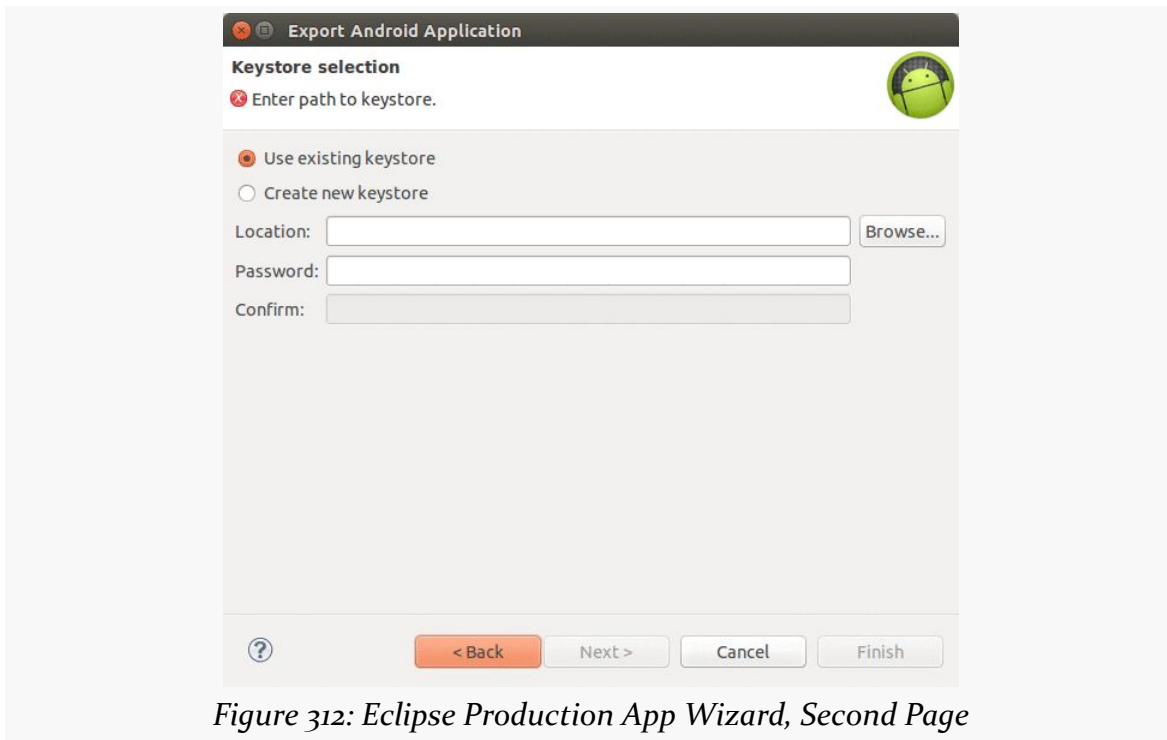 Export Android Application
Keystore selection
Enter path to keystore.
Use existing keystore
Create new keystore
Location:
Browse...
Password:
Confirm:
?
< Back
Next >
Cancel
Finish
Figure 312: Eclipse Production App Wizard, Second Page